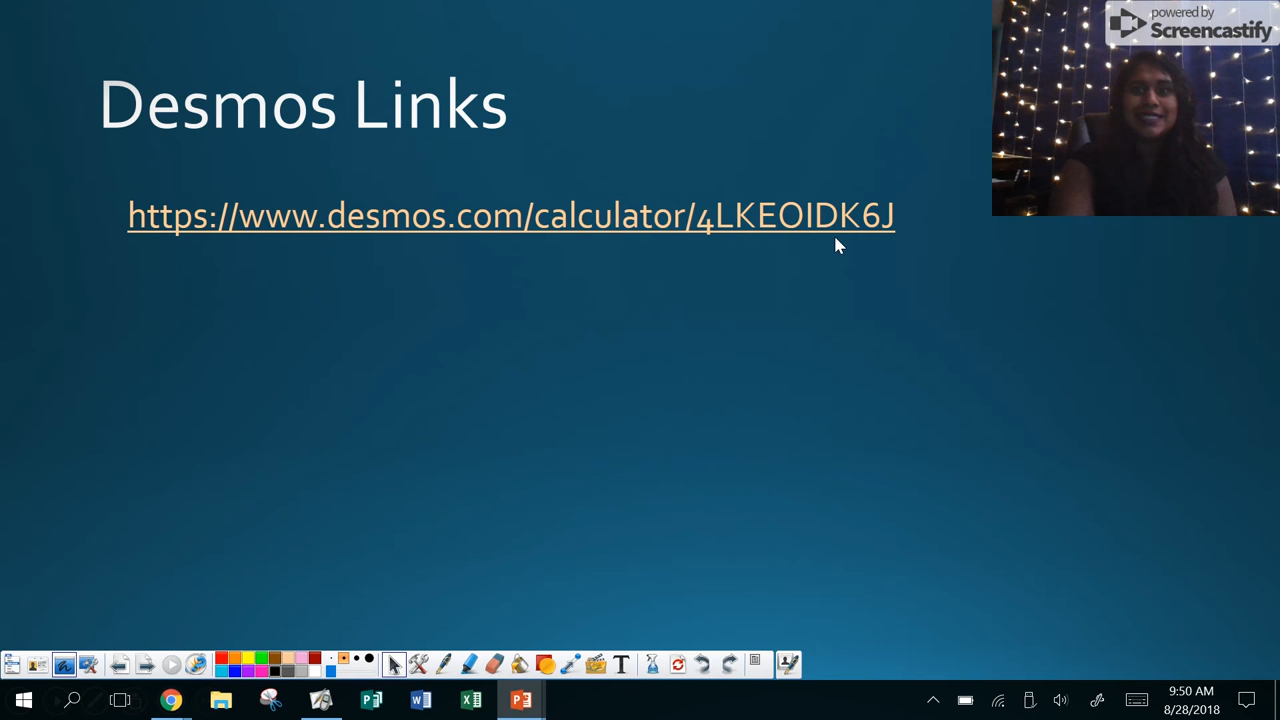 powered by
Screencastify
Desmos Links
https://www.desmos.com/calculator/4LKEOIDK6J
9:50 AM
8/28/2018